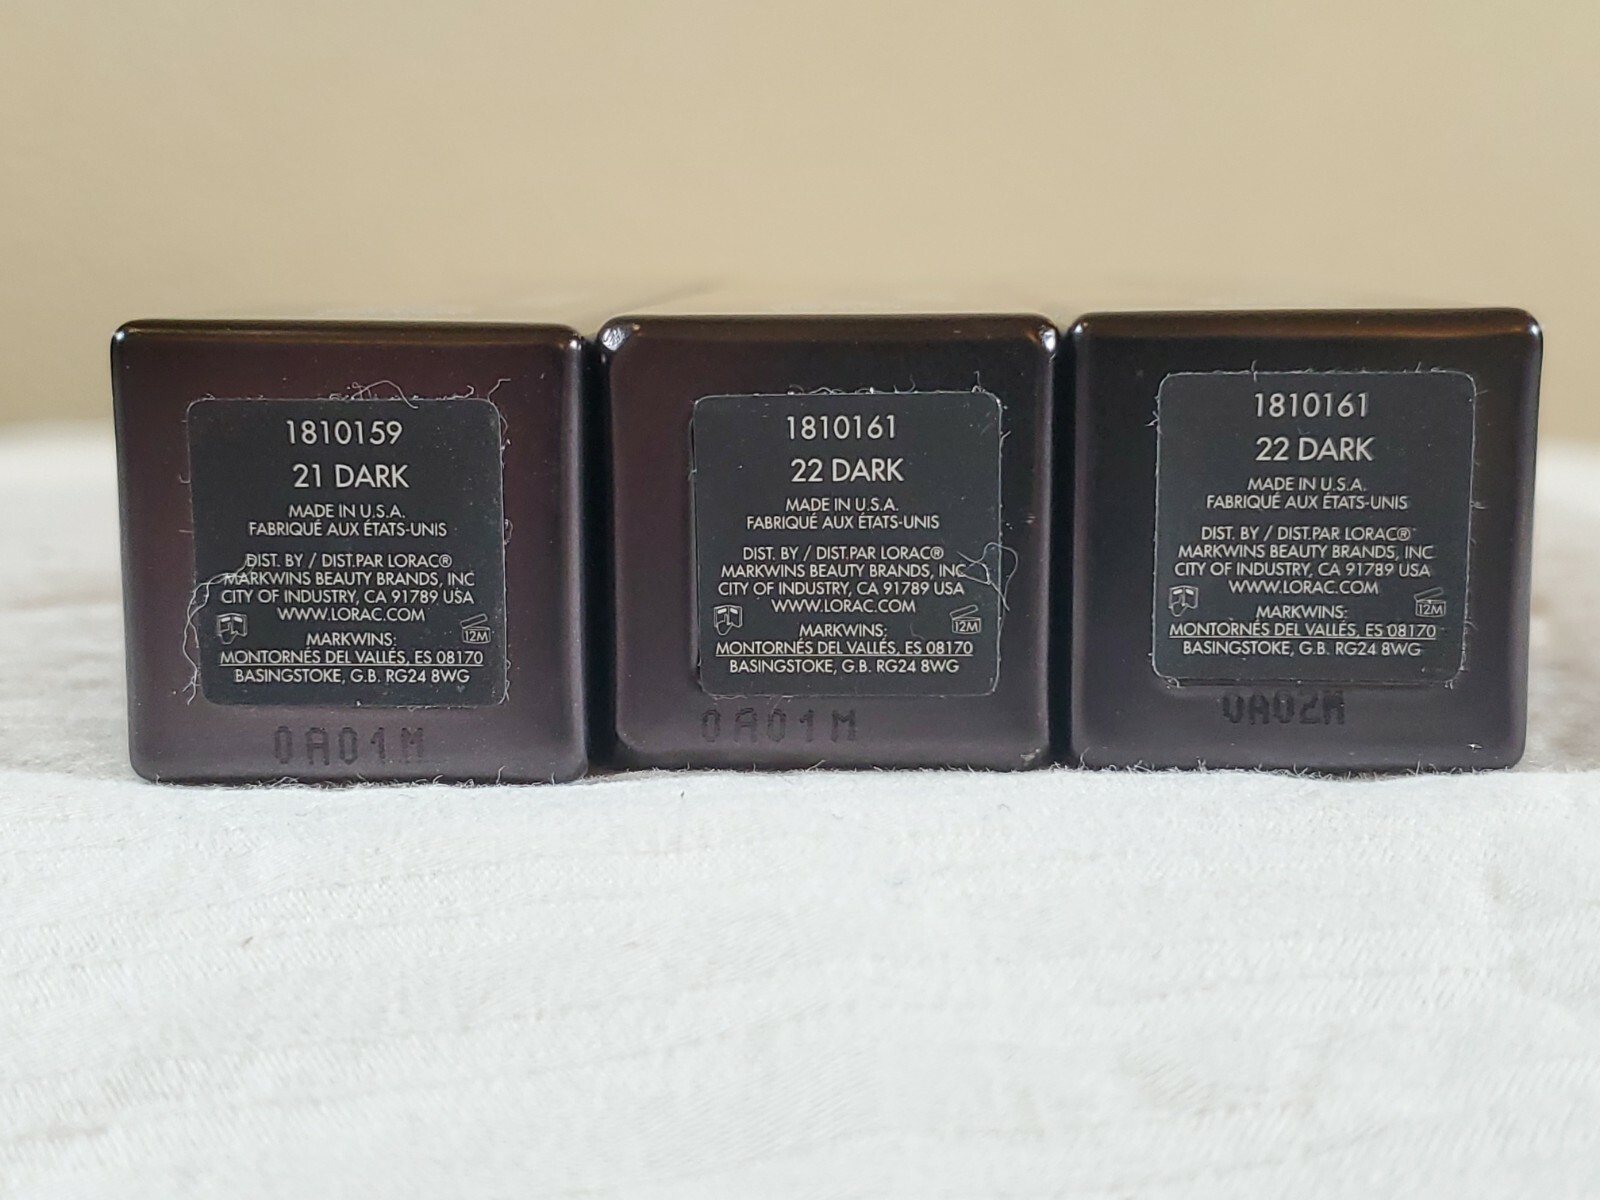 1810159
21 DARK
MADE IN U.S.A.
FABRIQUÉ AUX ÉTATS-UNIS
DIST. BY / DIST.PAR LORAC®
MARKWINS BEAUTY BRANDS, INC
CITY OF INDUSTRY, CA 91789 USA
WWW.LORAC.COM
MARKWINS:
12M
MONTORNÉS DEL VALLÉS, ES 08170
BASINGSTOKE, G.B. RG24 8WG
0A01M
1810161
22 DARK
MADE IN U.S.A.
FABRIQUÉ AUX ÉTATS-UNIS
DIST. BY / DIST.PAR LORAC®
MARKWINS BEAUTY BRANDS, INC
CITY OF INDUSTRY, CA 91789 USA
WWW.LORAC.COM
MARKWINS:
12M
MONTORNÉS DEL VALLÉS, ES 08170
BASINGSTOKE, G.B. RG24 8WG
0A01M
1810161
22 DARK
MADE IN U.S.A.
FABRIQUÉ AUX ÉTATS-UNIS
DIST. BY / DIST.PAR LORAC®
MARKWINS BEAUTY BRANDS, INC
CITY OF INDUSTRY, CA 91789 USA
WWW.LORAC.COM
MARKWINS:
12M
MONTORNÉS DEL VALLÉS, ES 08170
BASINGSTOKE, G.B. RG24 8WG
0A02M